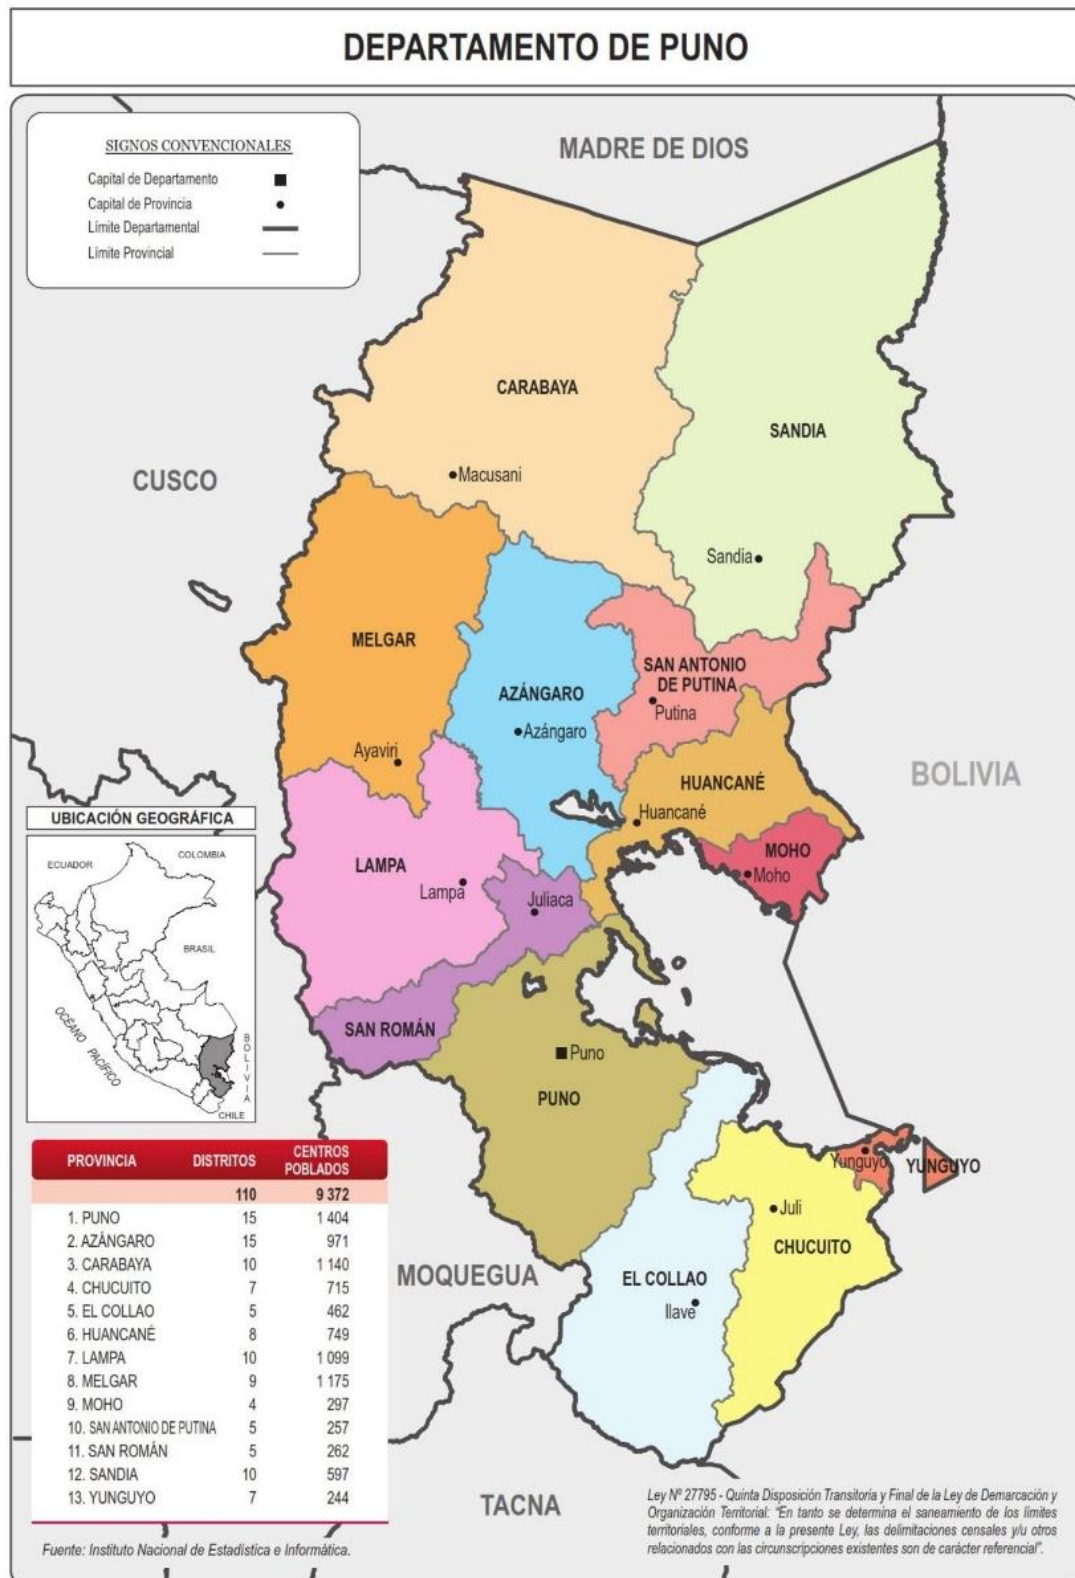 DEPARTAMENTO DE PUNO
SIGNOS CONVENCIONALES
Capital de Departamento
Capital de Provincia
Límite Departamental
Límite Provincial
MADRE DE DIOS
CARABAYA
SANDIA
CUSCO
Macusani
Sandia
MELGAR
SAN ANTONIO
DE PUTINA
AZÁNGARO
Putina
Azángaro
Ayaviri
BOLIVIA
HUANCANÉ
Huancané
MOHO
Moho
LAMPA
Lampa
Juliaca
SAN ROMÁN
Puno
PUNO
Yunguyo
YUNGUYO
Juli
CHUCUITO
MOQUEGUA
EL COLLAO
Ilave
TACNA
UBICACIÓN GEOGRÁFICA
ECUADOR
COLOMBIA
BRASIL
OCÉANO PACÍFICO
BOLIVIA
CHILE
PROVINCIA DISTRITOS CENTROS POBLADOS
110 9 372
1. PUNO 15 1 404
2. AZÁNGARO 15 971
3. CARABAYA 10 1 140
4. CHUCUITO 7 715
5. EL COLLAO 5 462
6. HUANCANÉ 8 749
7. LAMPA 10 1 099
8. MELGAR 9 1 175
9. MOHO 4 297
10. SAN ANTONIO DE PUTINA 5 257
11. SAN ROMÁN 5 262
12. SANDIA 10 597
13. YUNGUYO 7 244
Fuente: Instituto Nacional de Estadística e Informática.
Ley Nº 27795 - Quinta Disposición Transitoria y Final de la Ley de Demarcación y
Organización Territorial: "En tanto se determina el saneamiento de los límites
territoriales, conforme a la presente Ley, las delimitaciones censales y/u otros
relacionados con las circunscripciones existentes son de carácter referencial".